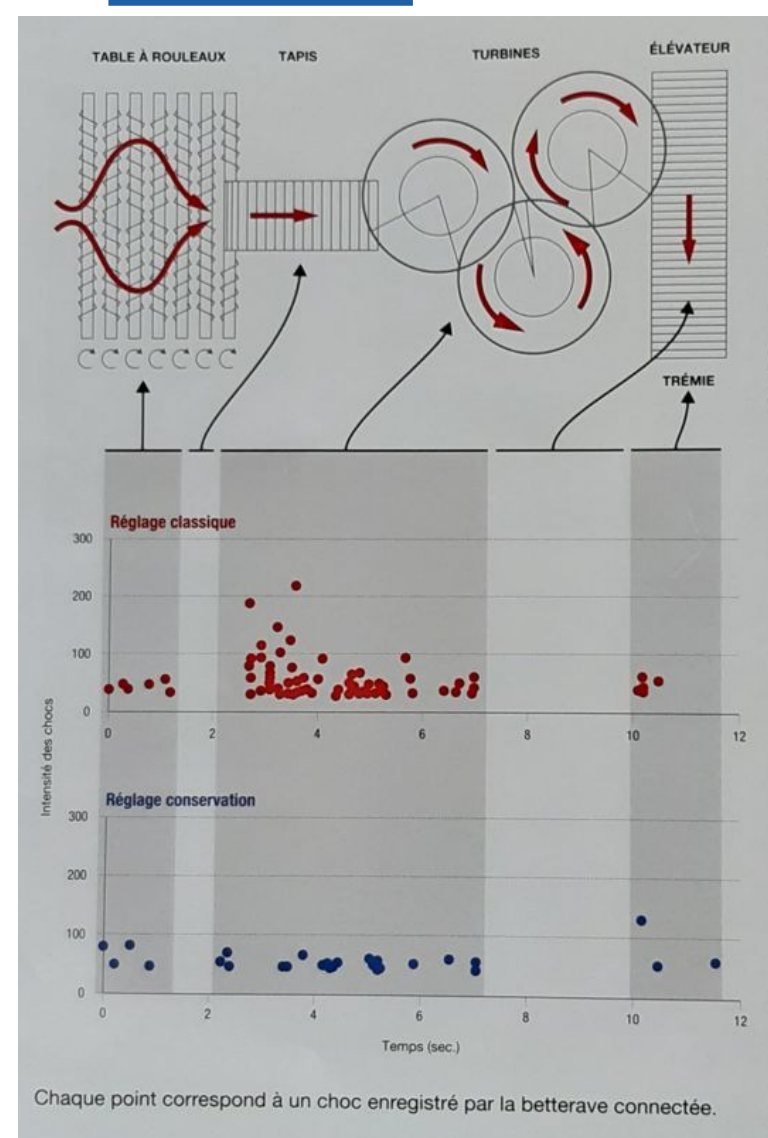 TABLE À ROULEAUX TAPIS TURBINES ÉLÉVATEUR
TRÉMIE
Réglage classique
300
200
100
0
0 2 4 6 8 10 12
Intensité des chocs
Réglage conservation
300
200
100
0
0 2 4 6 8 10 12
Temps (sec.)
Chaque point correspond à un choc enregistré par la betterave connectée.